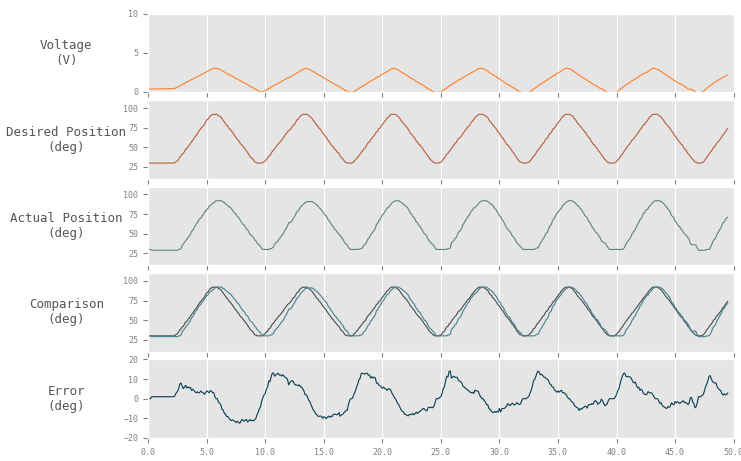 Voltage
(V)
10
5
0
Desired Position
(deg)
100
75
50
25
Actual Position
(deg)
100
75
50
25
Comparison
(deg)
100
75
50
25
Error
(deg)
20
10
0
−10
−20
0.0 5.0 10.0 15.0 20.0 25.0 30.0 35.0 40.0 45.0 50.0